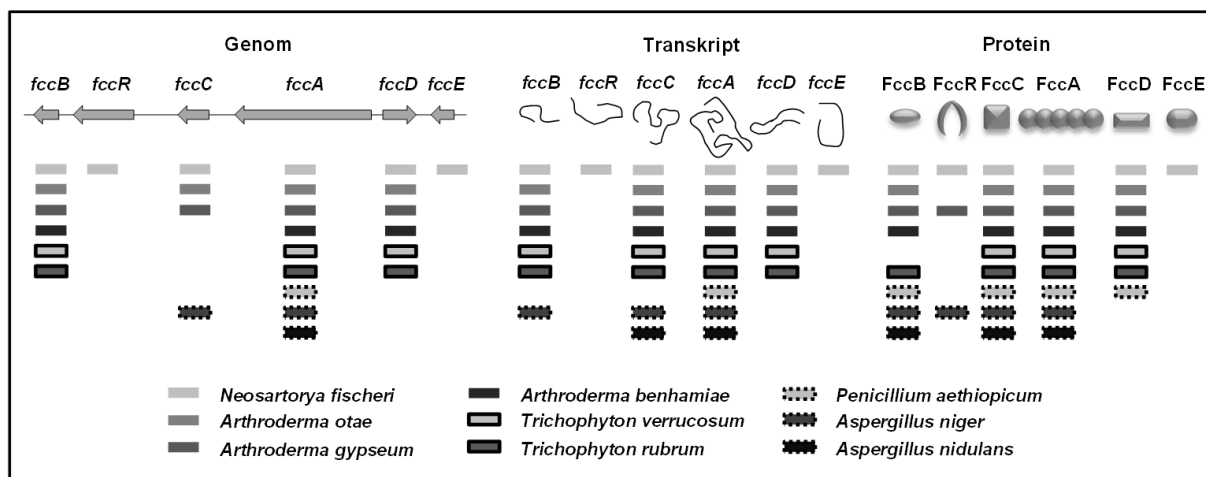 Genom Transkript Protein
fccB fccR fccC fccA fccD fccE fccB fccR fccC fccA fccD fccE FccB FccR FccC FccA FccD FccE
Neosartorya fischeri Arthroderma benhamiae Penicillium aethiopicum
Arthroderma otae Trichophyton verrucosum Aspergillus niger
Arthroderma gypseum Trichophyton rubrum Aspergillus nidulans